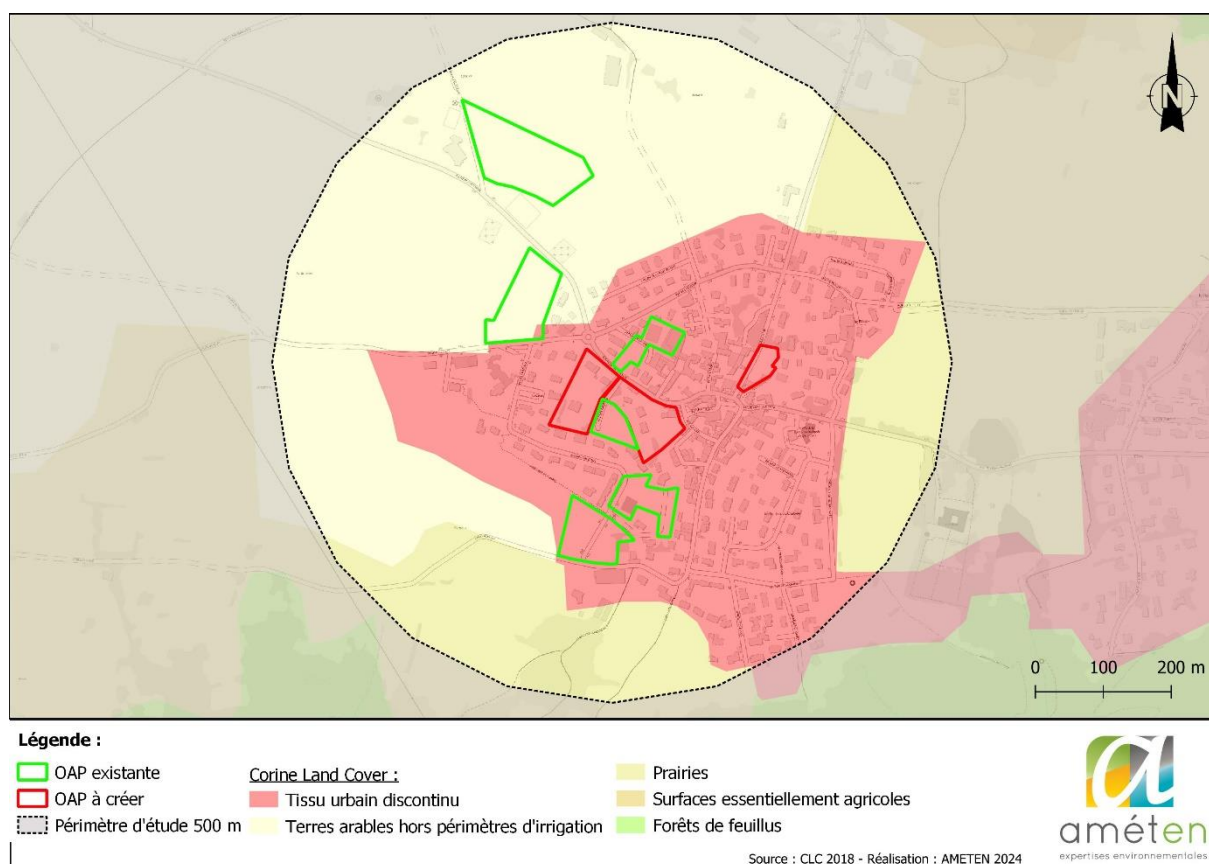 N
0 100 200 m
Légende :
OAP existante
OAP à créer
Périmètre d'étude 500 m
Corine Land Cover :
Tissu urbain discontinu
Terres arables hors périmètres d'irrigation
Prairies
Surfaces essentiellement agricoles
Forêts de feuillus
améten
expertises environnementales
Source : CLC 2018 - Réalisation : AMETEN 2024